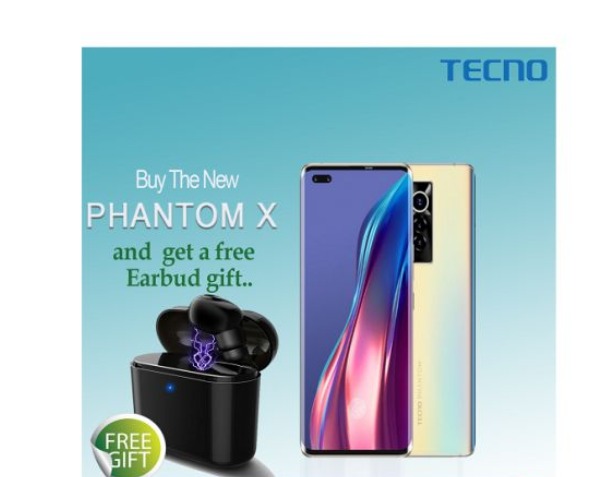 TECNO
Buy The New
PHANTOM X
and get a free
Earbud gift..
FREE
GIFT
TECNO PHANTOM